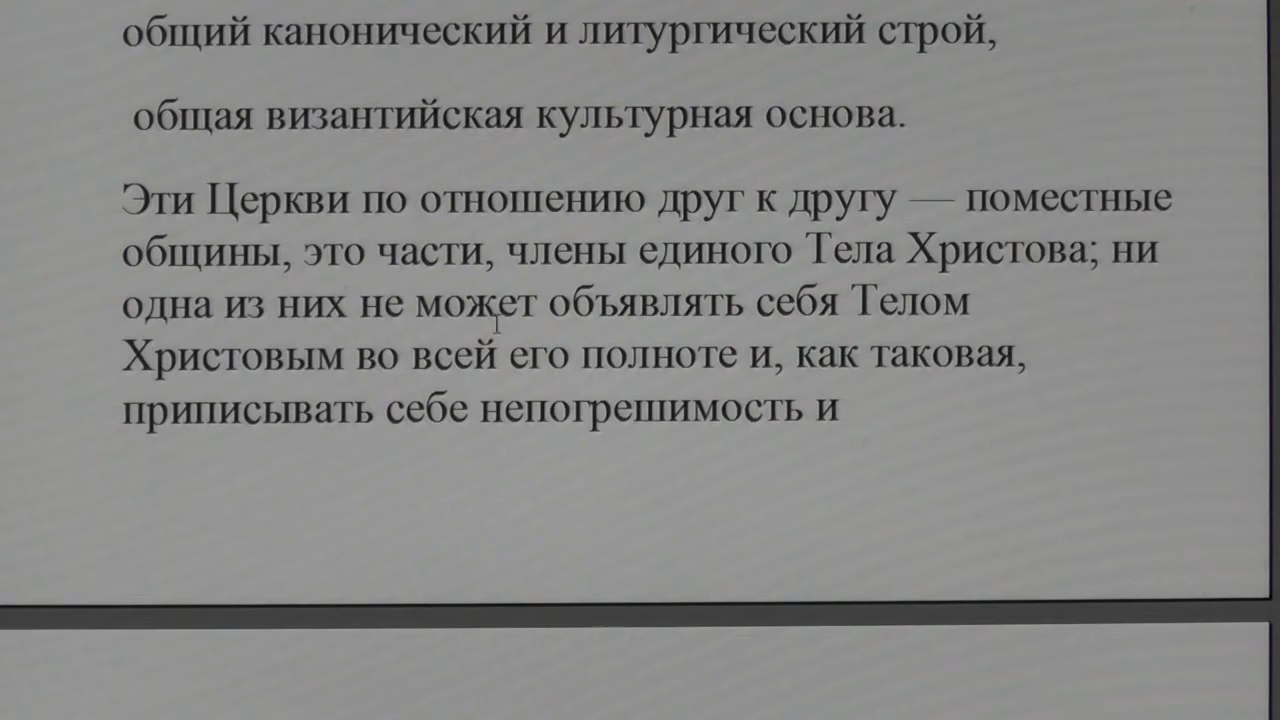 общий канонический и литургический строй,
общая византийская культурная основа.
Эти Церкви по отношению друг к другу — поместные
общины, это части, члены единого Тела Христова; ни
одна из них не может объявлять себя Телом
Христовым во всей его полноте и, как таковая,
приписывать себе непогрешимость и